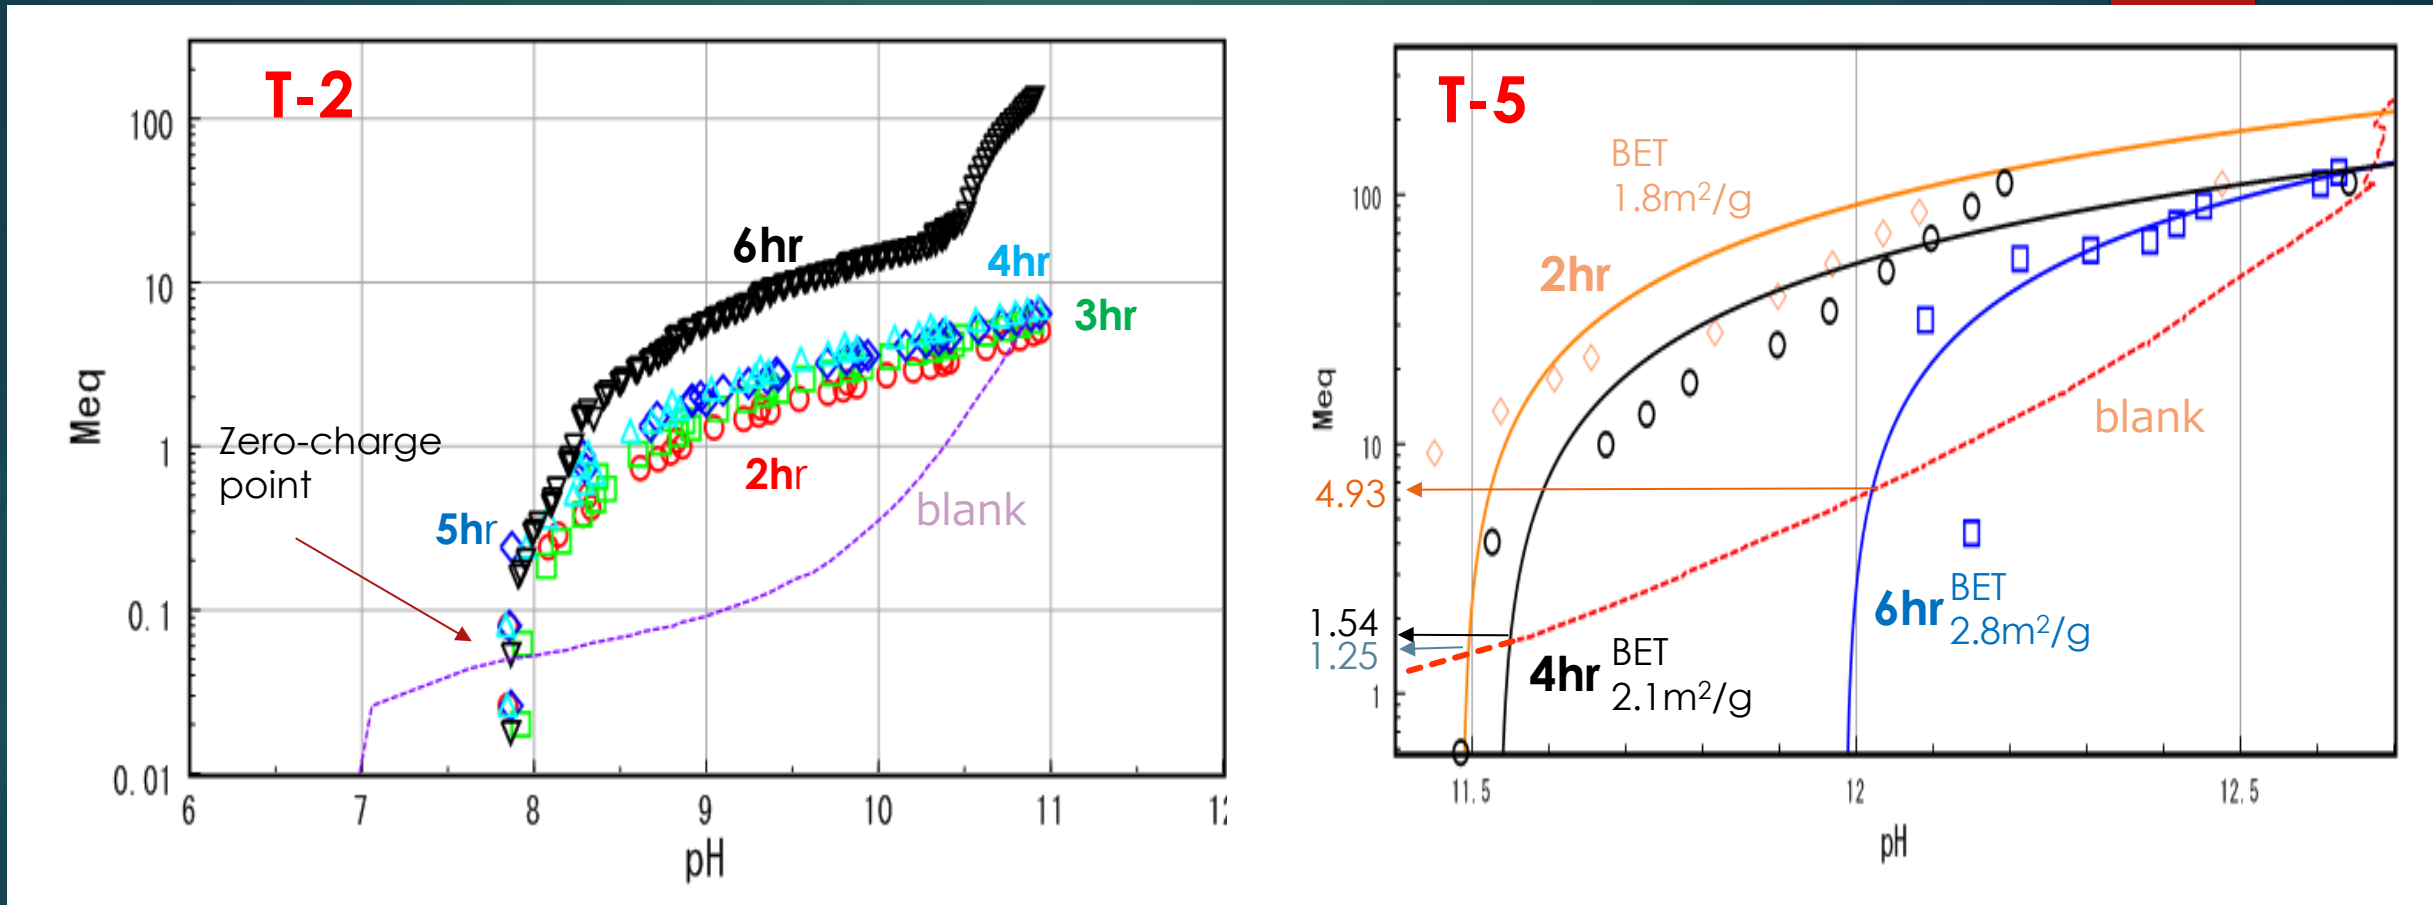 T-2
100
10
1
0.1
0.01
Meq
6hr
4hr
3hr
2hr
5hr
Zero-charge
point
blank
6
7
8
9
10
11
12
pH
T-5
BET
1.8m²/g
2hr
100
10
1
Meq
4.93
1.54
1.25
blank
6hr
BET
2.8m²/g
4hr
BET
2.1m²/g
11.5
12
12.5
pH